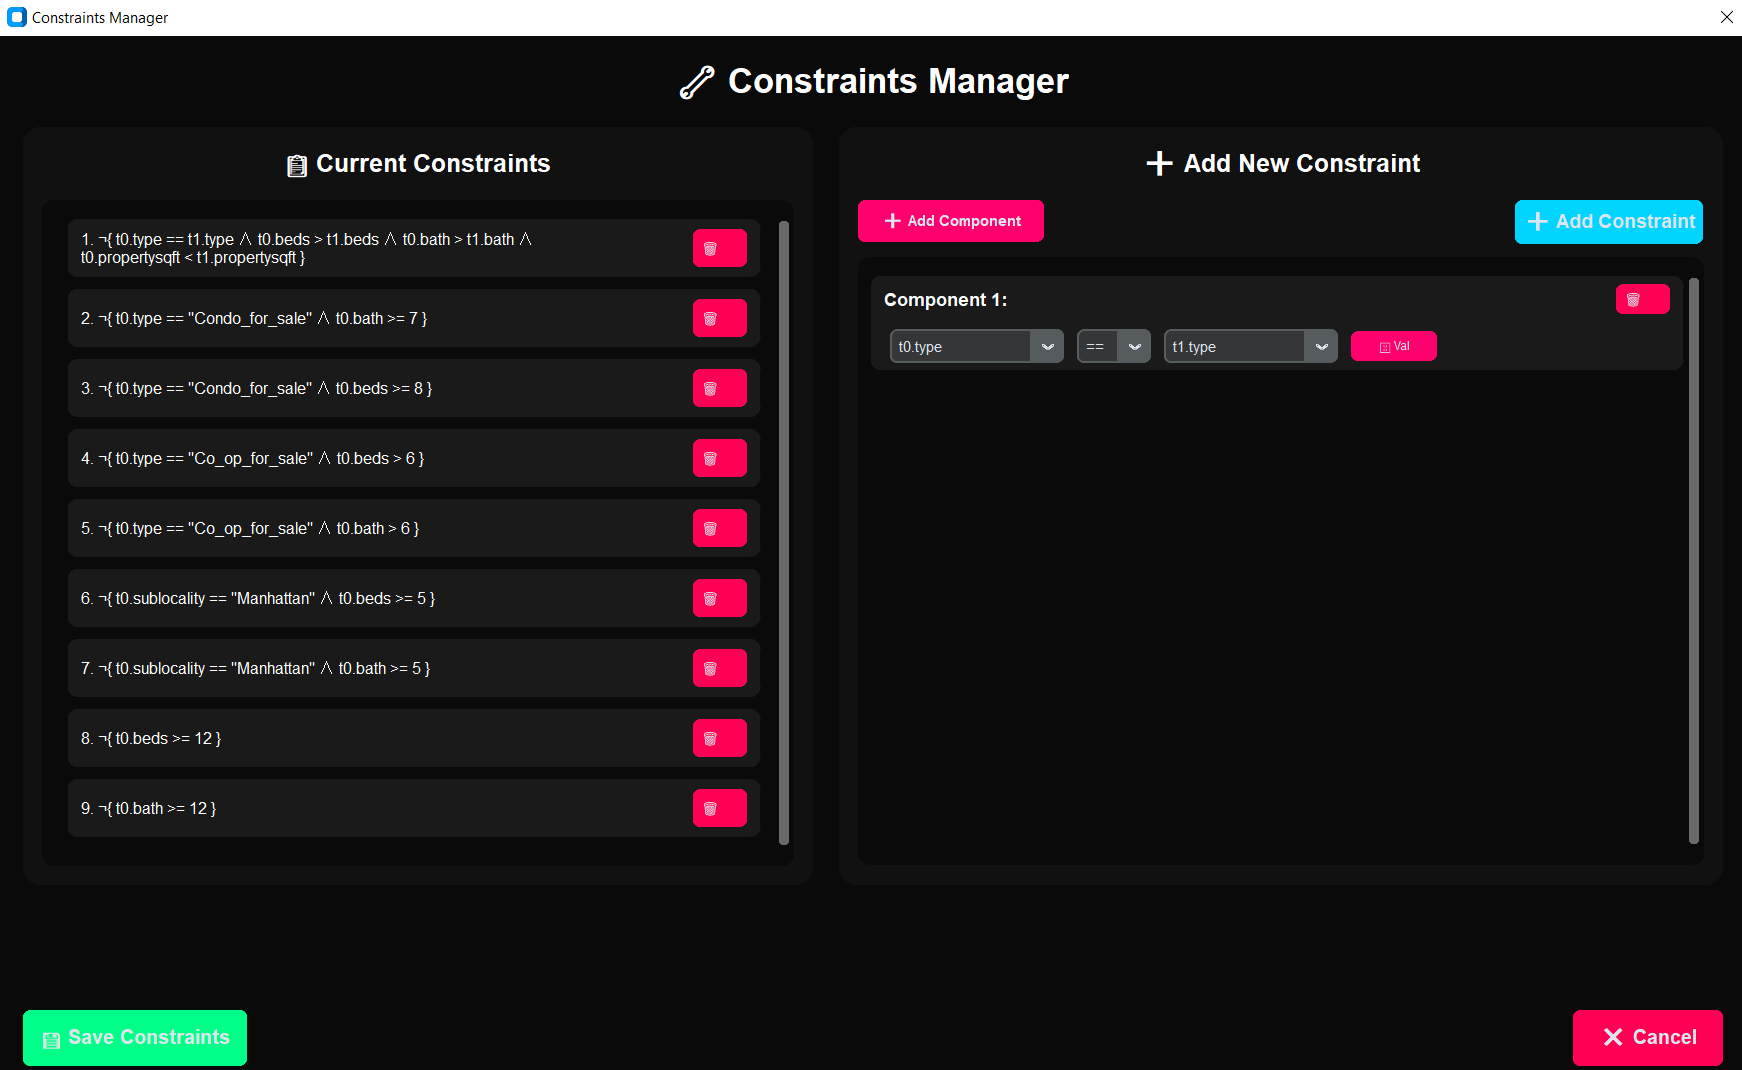 Constraints Manager
Constraints Manager
Current Constraints
1. ¬{ t0.type == t1.type ∧ t0.beds > t1.beds ∧ t0.bath > t1.bath ∧
t0.propertysqft < t1.propertysqft }
2. ¬{ t0.type == "Condo_for_sale" ∧ t0.bath >= 7 }
3. ¬{ t0.type == "Condo_for_sale" ∧ t0.beds >= 8 }
4. ¬{ t0.type == "Co_op_for_sale" ∧ t0.beds > 6 }
5. ¬{ t0.type == "Co_op_for_sale" ∧ t0.bath > 6 }
6. ¬{ t0.sublocality == "Manhattan" ∧ t0.beds >= 5 }
7. ¬{ t0.sublocality == "Manhattan" ∧ t0.bath >= 5 }
8. ¬{ t0.beds >= 12 }
9. ¬{ t0.bath >= 12 }
Add New Constraint
Add Component
Add Constraint
Component 1:
t0.type == t1.type Val
Save Constraints
Cancel